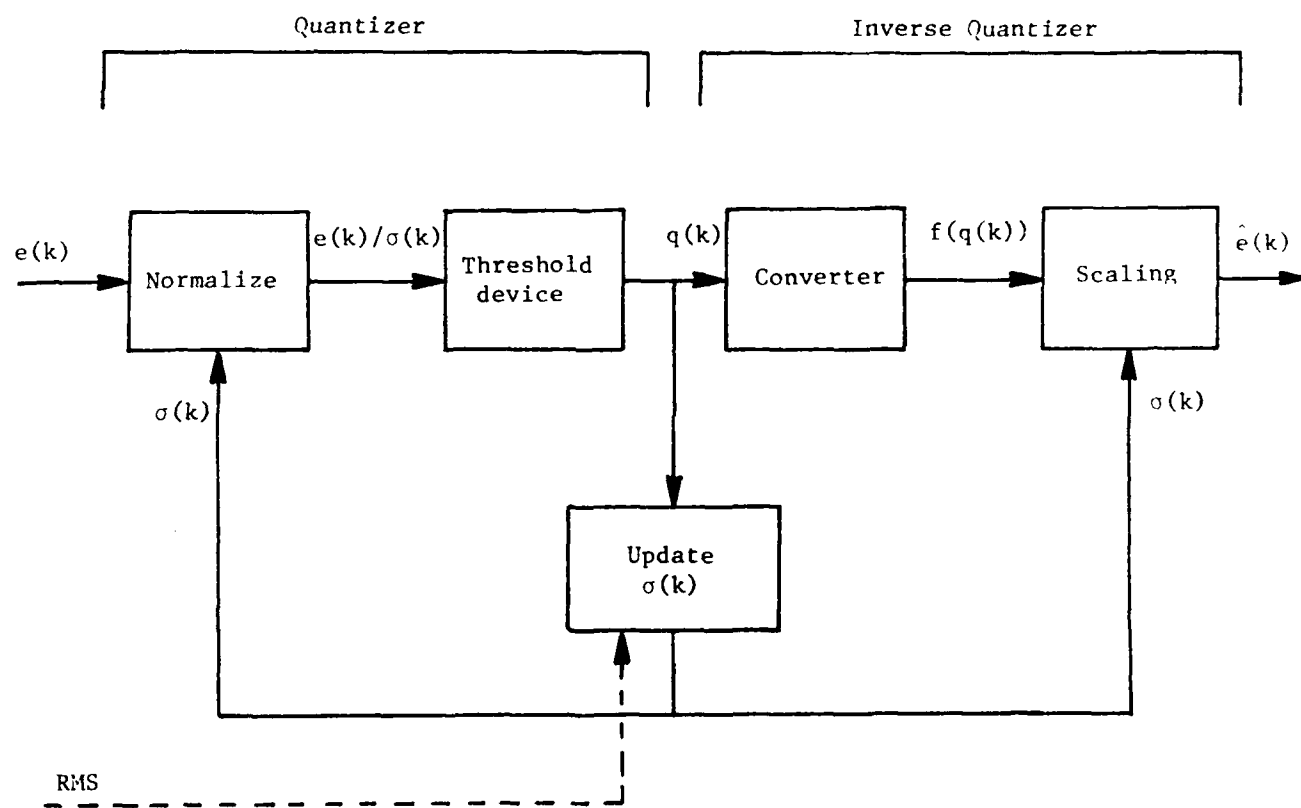 Quantizer
Inverse Quantizer
e(k)
Normalize
e(k)/σ(k)
Threshold
device
q(k)
Converter
f(q(k))
Scaling
ê(k)
σ(k)
σ(k)
Update
σ(k)
RMS